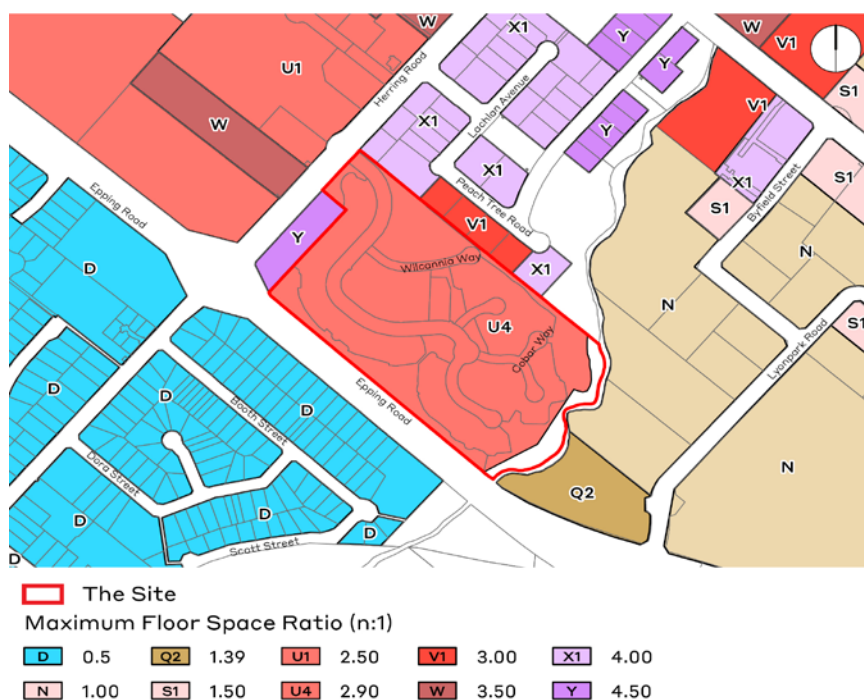 W
X1
Y
Y
W
V1
U1
Herring Road
Lachlan Avenue
S1
V1
W
X1
Y
X1
Peach Tree Road
X1
S1
S1
Byfield Street
Epping Road
D
Y
V1
Wilcannia Way
X1
N
N
U4
Cobar Way
Lyonpark Road
S1
D
D
D
Booth Street
Epping Road
Dora Street
N
Q2
D
D
D
Scott Street
D
The Site
Maximum Floor Space Ratio (n:1)
D 0.5 Q2 1.39 U1 2.50 V1 3.00 X1 4.00
N 1.00 S1 1.50 U4 2.90 W 3.50 Y 4.50